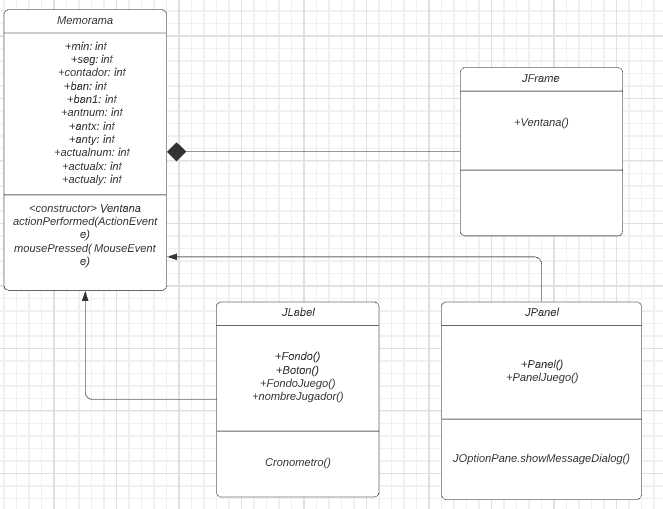 Memorama
+min: int
+seg: int
+contador: int
+ban: int
+ban1: int
+antnum: int
+antx: int
+anty: int
+actualnum: int
+actualx: int
+actualy: int
<constructor> Ventana
actionPerformed(ActionEvent
e)
mousePressed( MouseEvent
e)
JFrame
+Ventana()
JLabel
+Fondo()
+Boton()
+FondoJuego()
+nombreJugador()
Cronometro()
JPanel
+Panel()
+PanelJuego()
JOptionPane.showMessageDialog()